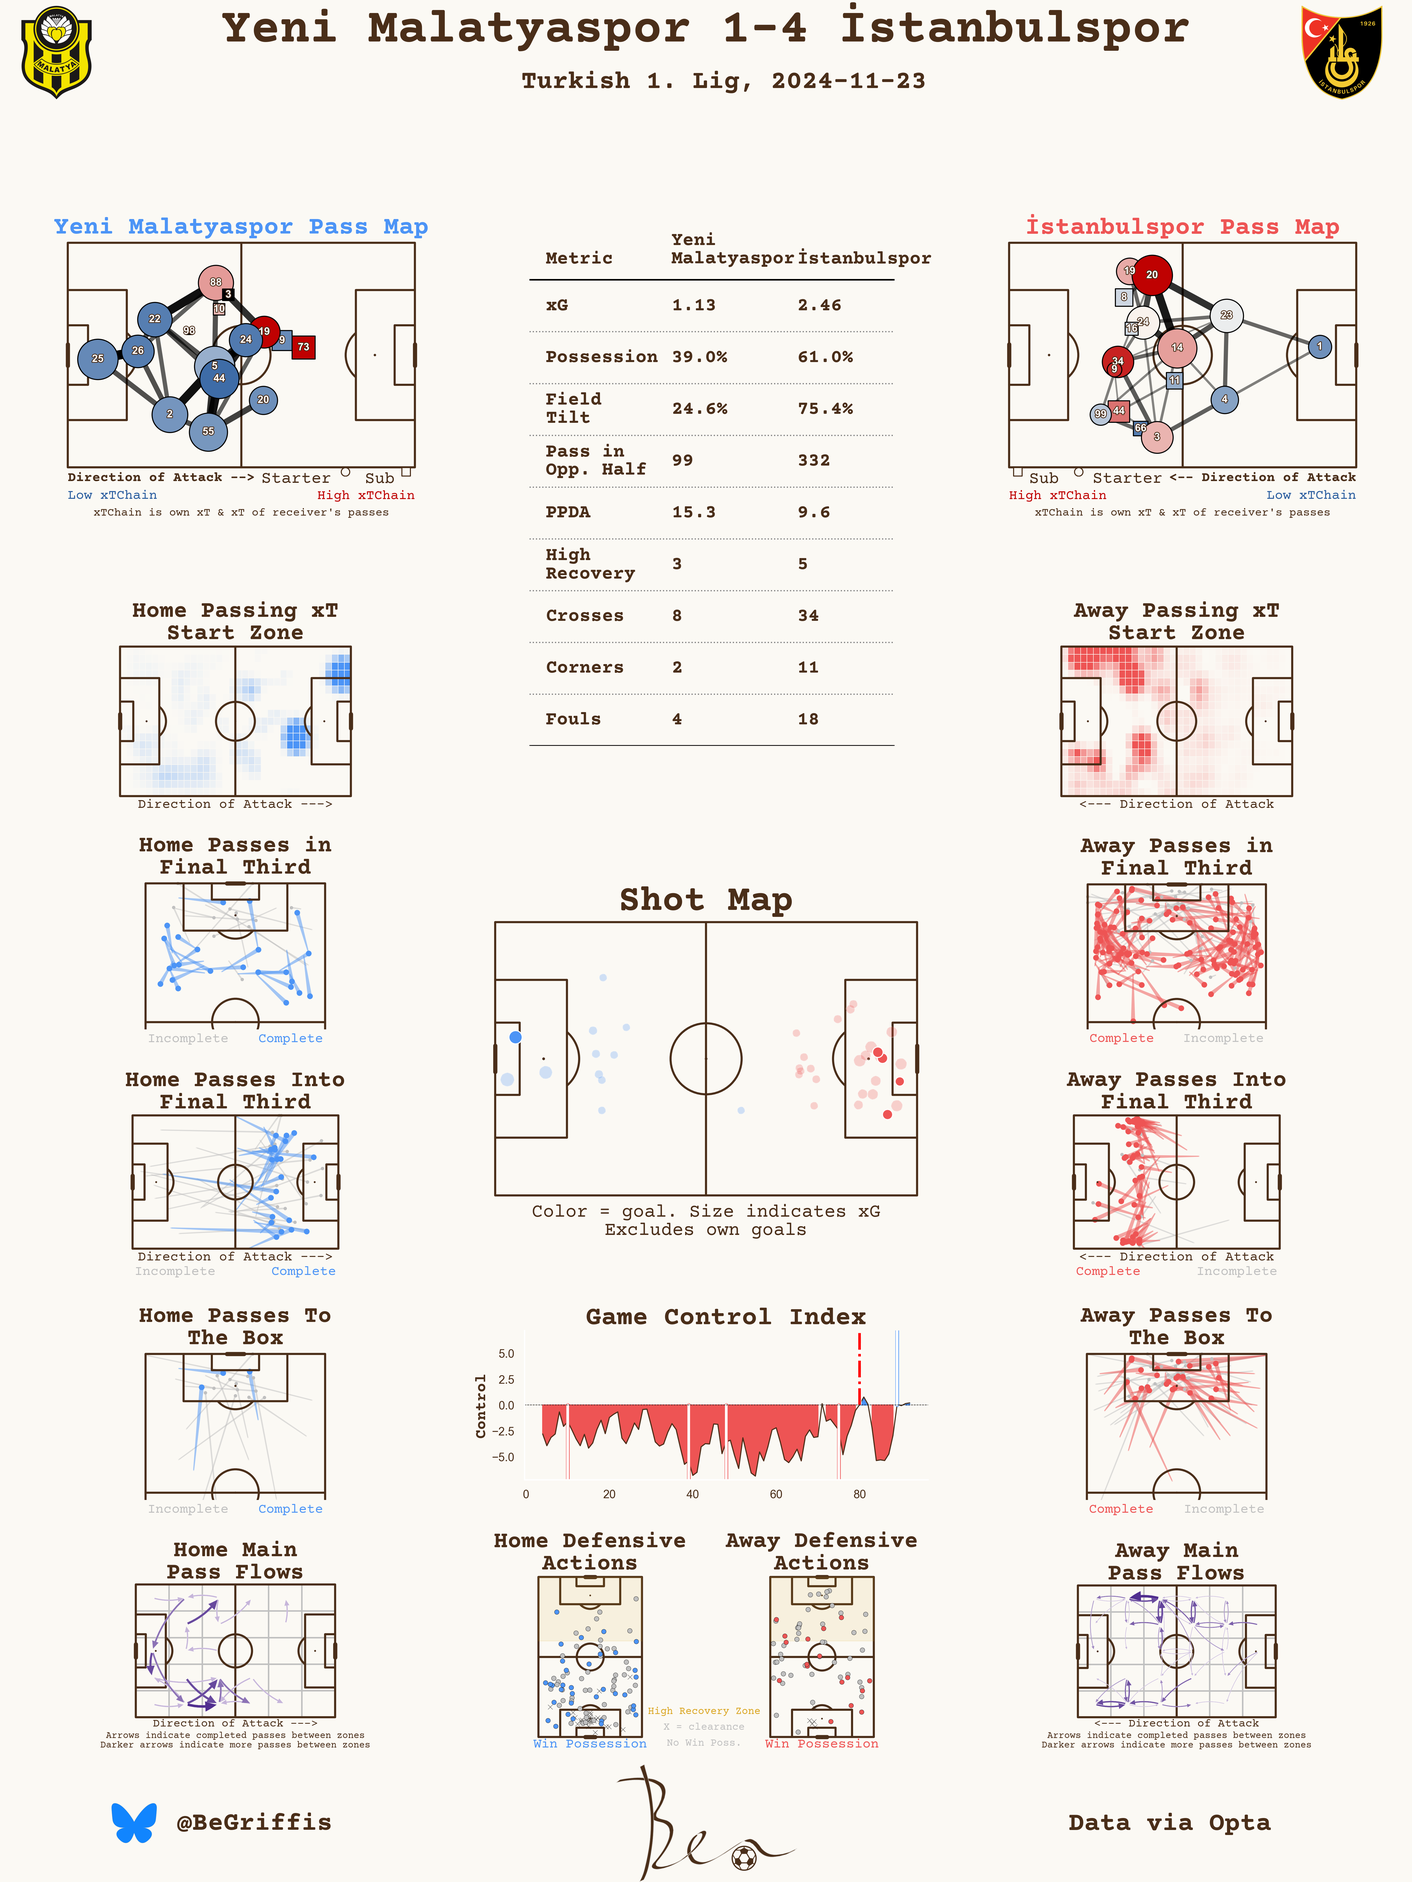 Yeni Malatyaspor 1-4 İstanbulspor
Turkish 1. Lig, 2024-11-23
MALATYA
1926
İSTANBULSPOR
Yeni Malatyaspor Pass Map
88
3
10
22
98
19
24
9
73
25
26
5
44
2
20
55
Direction of Attack --> Starter Sub
Low xTChain High xTChain
xTChain is own xT & xT of receiver's passes
Metric Yeni Malatyaspor İstanbulspor
xG 1.13 2.46
Possession 39.0% 61.0%
Field Tilt 24.6% 75.4%
Pass in Opp. Half 99 332
PPDA 15.3 9.6
High Recovery 3 5
Crosses 8 34
Corners 2 11
Fouls 4 18
İstanbulspor Pass Map
19
20
8
24
16
23
14
1
34
9
11
99
44
4
66
3
Sub Starter <-- Direction of Attack
High xTChain Low xTChain
xTChain is own xT & xT of receiver's passes
Home Passing xT
Start Zone
Direction of Attack --->
Away Passing xT
Start Zone
<--- Direction of Attack
Home Passes in
Final Third
Incomplete Complete
Away Passes in
Final Third
Complete Incomplete
Shot Map
Color = goal. Size indicates xG
Excludes own goals
Home Passes Into
Final Third
Direction of Attack --->
Incomplete Complete
Away Passes Into
Final Third
<--- Direction of Attack
Complete Incomplete
Home Passes To
The Box
Incomplete Complete
Game Control Index
Control
5.0
2.5
0.0
−2.5
−5.0
0 20 40 60 80
Away Passes To
The Box
Complete Incomplete
Home Main
Pass Flows
Direction of Attack --->
Arrows indicate completed passes between zones
Darker arrows indicate more passes between zones
Home Defensive
Actions
Win Possession
High Recovery Zone
X = clearance
No Win Poss.
Away Defensive
Actions
Win Possession
Away Main
Pass Flows
<--- Direction of Attack
Arrows indicate completed passes between zones
Darker arrows indicate more passes between zones
@BeGriffis
Ben
Data via Opta